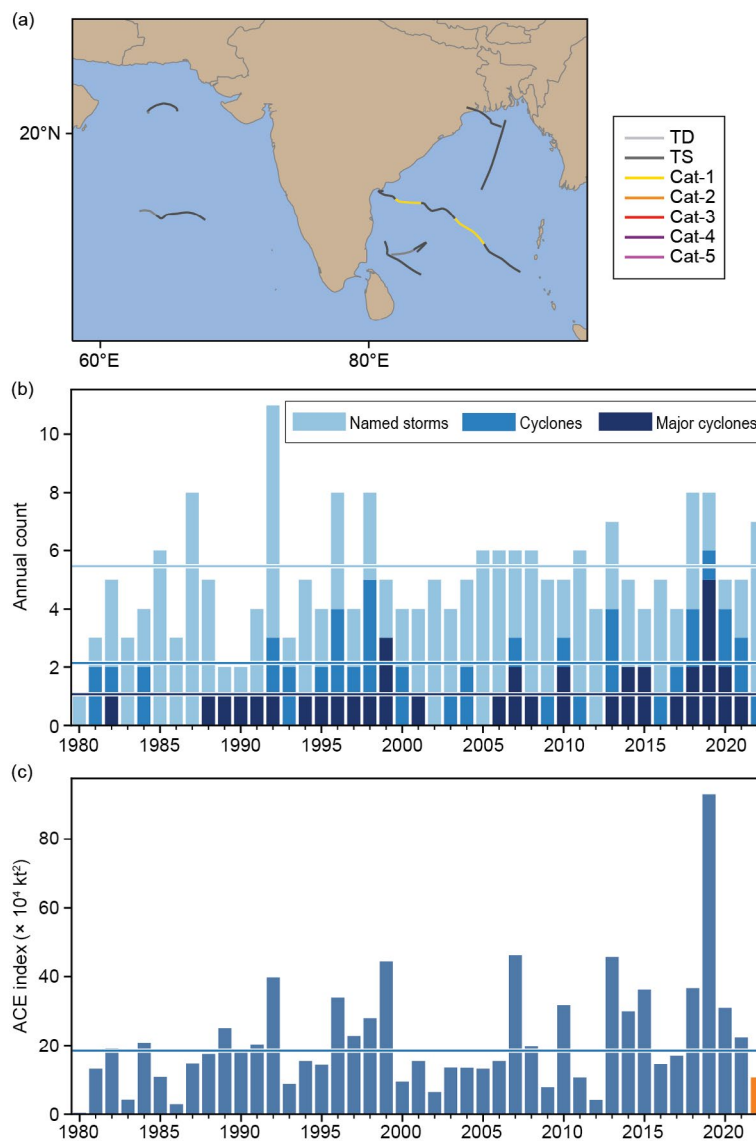 (a)
20°N
60°E 80°E
TD
TS
Cat-1
Cat-2
Cat-3
Cat-4
Cat-5
(b)
Named storms Cyclones Major cyclones
Annual count
10
8
6
4
2
0
1980 1985 1990 1995 2000 2005 2010 2015 2020
(c)
ACE index (× 10⁴ kt²)
80
60
40
20
0
1980 1985 1990 1995 2000 2005 2010 2015 2020